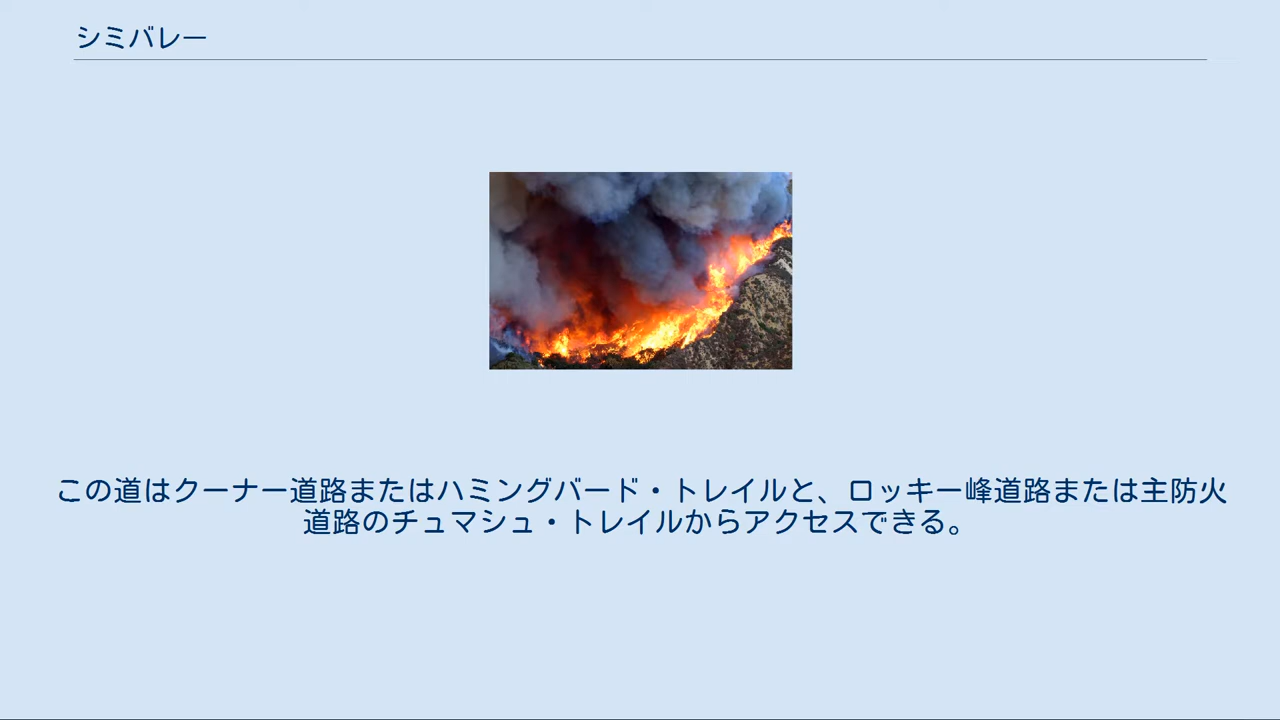 シミバレー
この道はクーナー道路またはハミングバード・トレイルと、ロッキー峰道路または主防火
道路のチュマシュ・トレイルからアクセスできる。